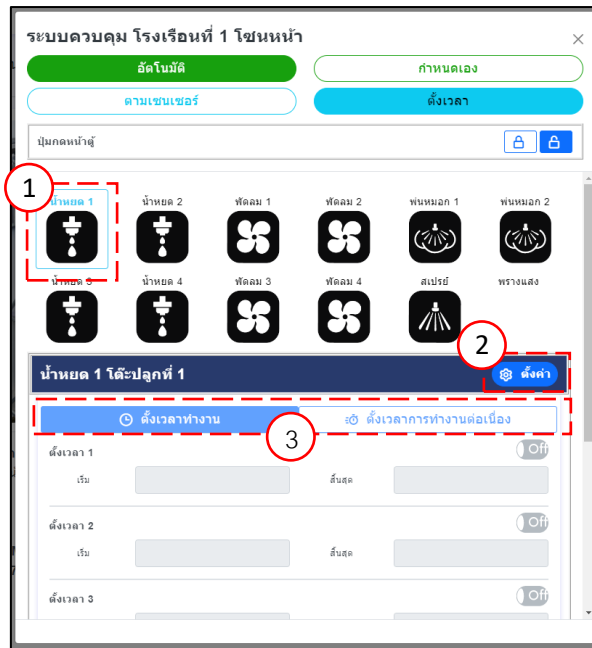 ระบบควบคุม โรงเรือนที่ 1 โซนหน้า
อัตโนมัติ กำหนดเอง
ตามเซนเซอร์ ตั้งเวลา
ปุ่มกดหน้าตู้
1
น้ำหยด 1 น้ำหยด 2 พัดลม 1 พัดลม 2 พ่นหมอก 1 พ่นหมอก 2
น้ำหยด 3 น้ำหยด 4 พัดลม 3 พัดลม 4 สเปรย์ พรางแสง
2
น้ำหยด 1 โต๊ะปลูกที่ 1 ตั้งค่า
ตั้งเวลาทำงาน ตั้งเวลาการทำงานต่อเนื่อง
3
ตั้งเวลา 1 Off
เริ่ม สิ้นสุด
ตั้งเวลา 2 Off
เริ่ม สิ้นสุด
ตั้งเวลา 3 Off